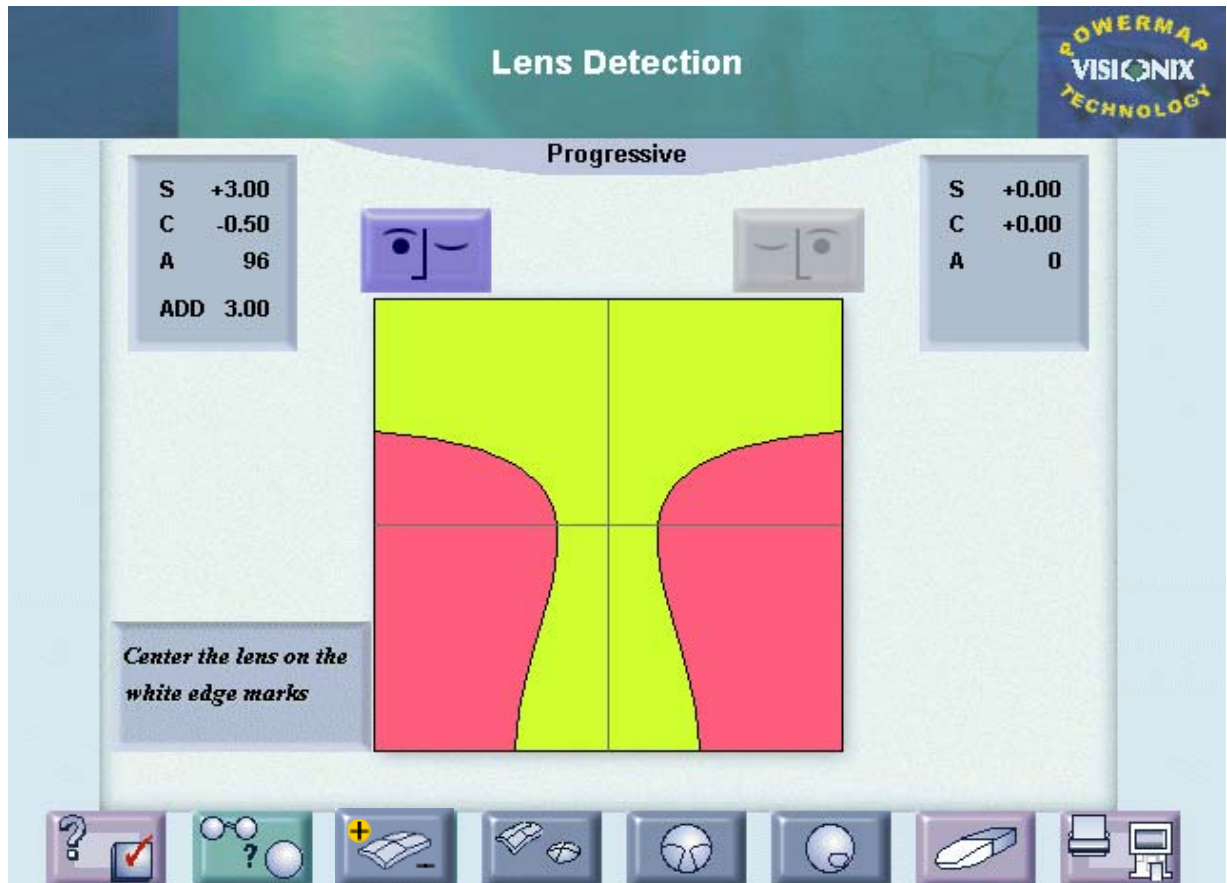 Lens Detection
POWERMAP
VISIONIX
TECHNOLOGY
Progressive
S +3.00
C -0.50
A 96
ADD 3.00
S +0.00
C +0.00
A 0
Center the lens on the
white edge marks
? 
?
+
-